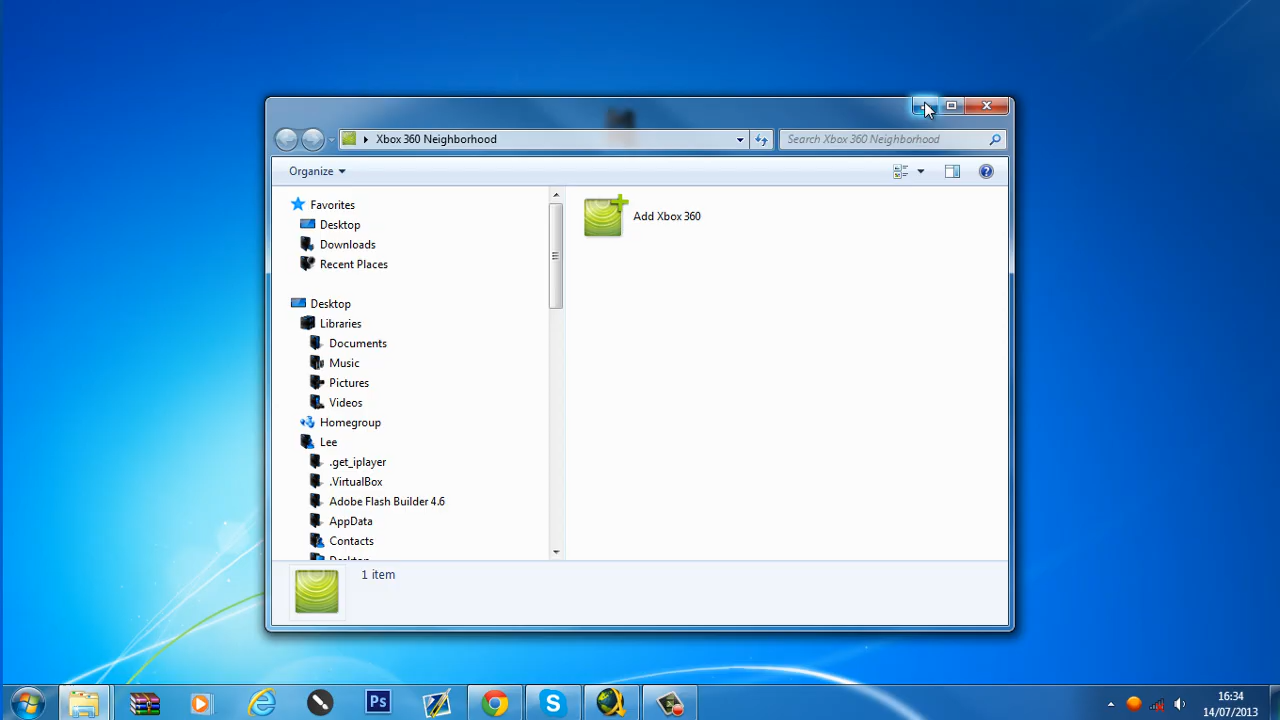 Xbox 360 Neighborhood
Search Xbox 360 Neighborhood
Organize
Favorites
Desktop
Downloads
Recent Places
Desktop
Libraries
Documents
Music
Pictures
Videos
Homegroup
Lee
.get_iplayer
.VirtualBox
Adobe Flash Builder 4.6
AppData
Contacts
Desktop
Add Xbox 360
1 item
Ps
16:34
14/07/2013